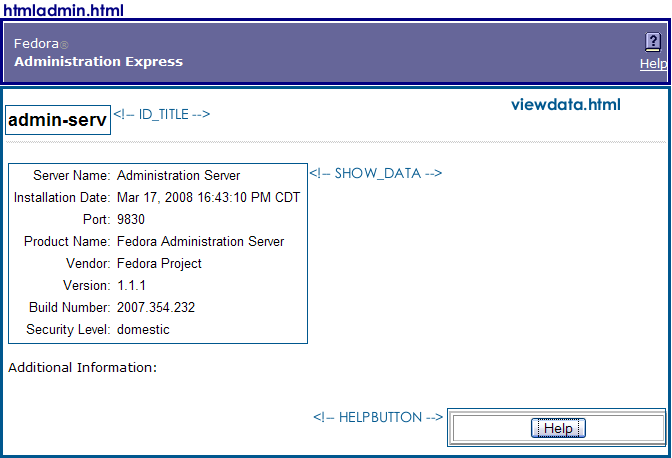 htmladmin.html
Fedora®
Administration Express
?
Help
viewdata.html
admin-serv <!-- ID_TITLE -->
<!-- SHOW_DATA -->
Server Name: Administration Server
Installation Date: Mar 17, 2008 16:43:10 PM CDT
Port: 9830
Product Name: Fedora Administration Server
Vendor: Fedora Project
Version: 1.1.1
Build Number: 2007.354.232
Security Level: domestic
Additional Information:
<!-- HELPBUTTON --> Help